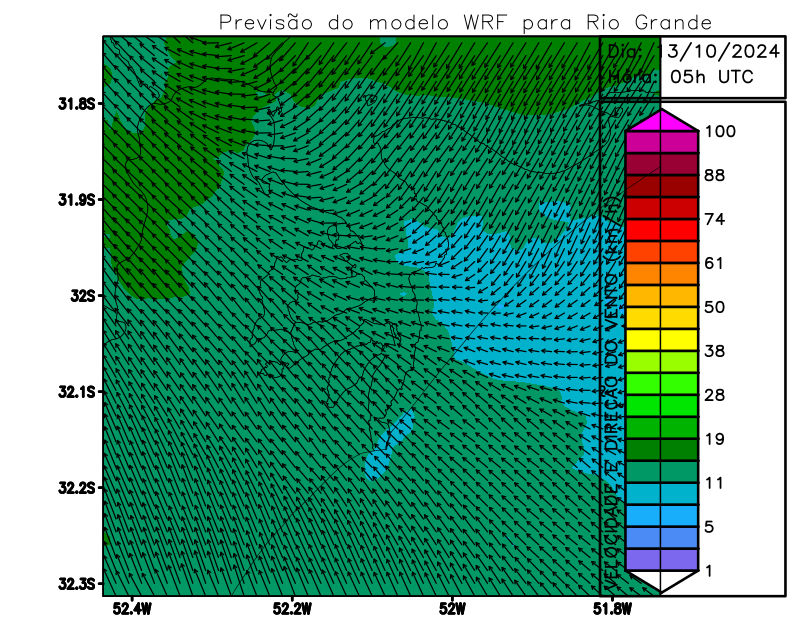 Previsão do modelo WRF para Rio Grande
Dia: 13/10/2024
Hora: 05h UTC
VELOCIDADE E DIREÇÃO DO VENTO (km/h)
100
88
74
61
50
38
28
19
11
5
1
31.8S
31.9S
32S
32.1S
32.2S
32.3S
52.4W 52.2W 52W 51.8W